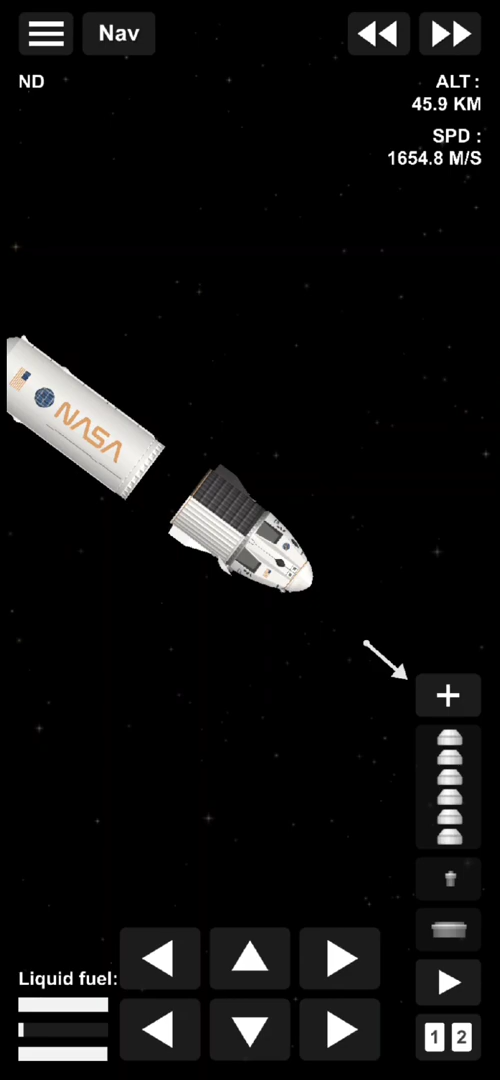 Nav
ND
ALT :
45.9 KM
SPD :
1654.8 M/S
NASA
Liquid fuel:
1 2